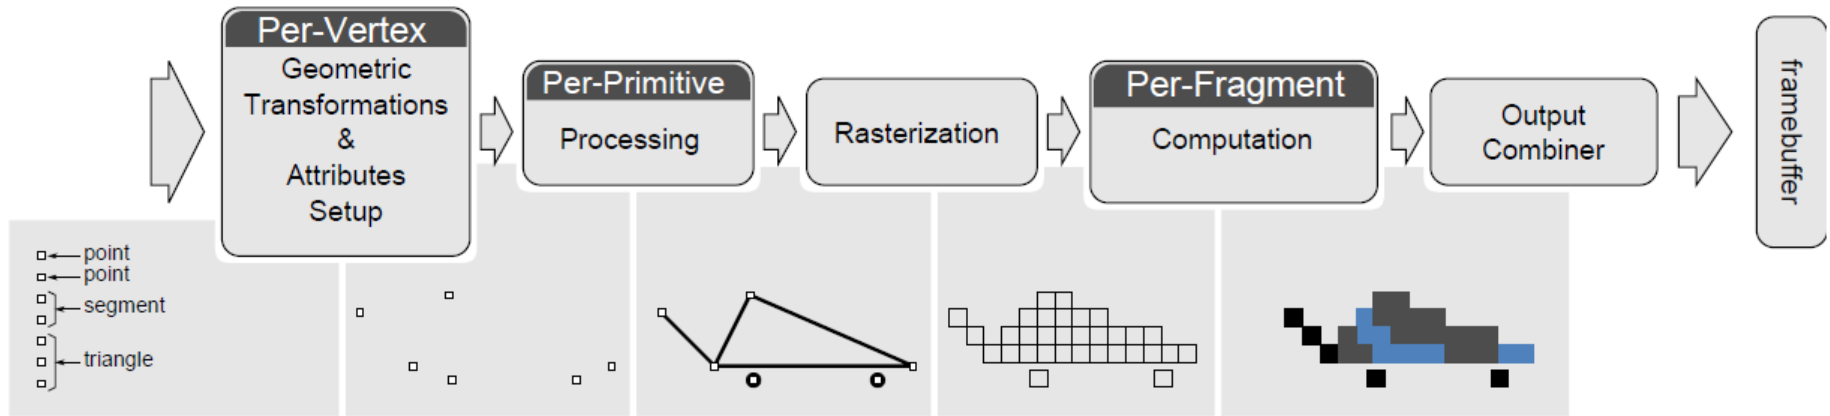 Per-Vertex
Geometric
Transformations
&
Attributes
Setup
Per-Primitive
Processing
Rasterization
Per-Fragment
Computation
Output
Combiner
framebuffer
point
point
segment
triangle